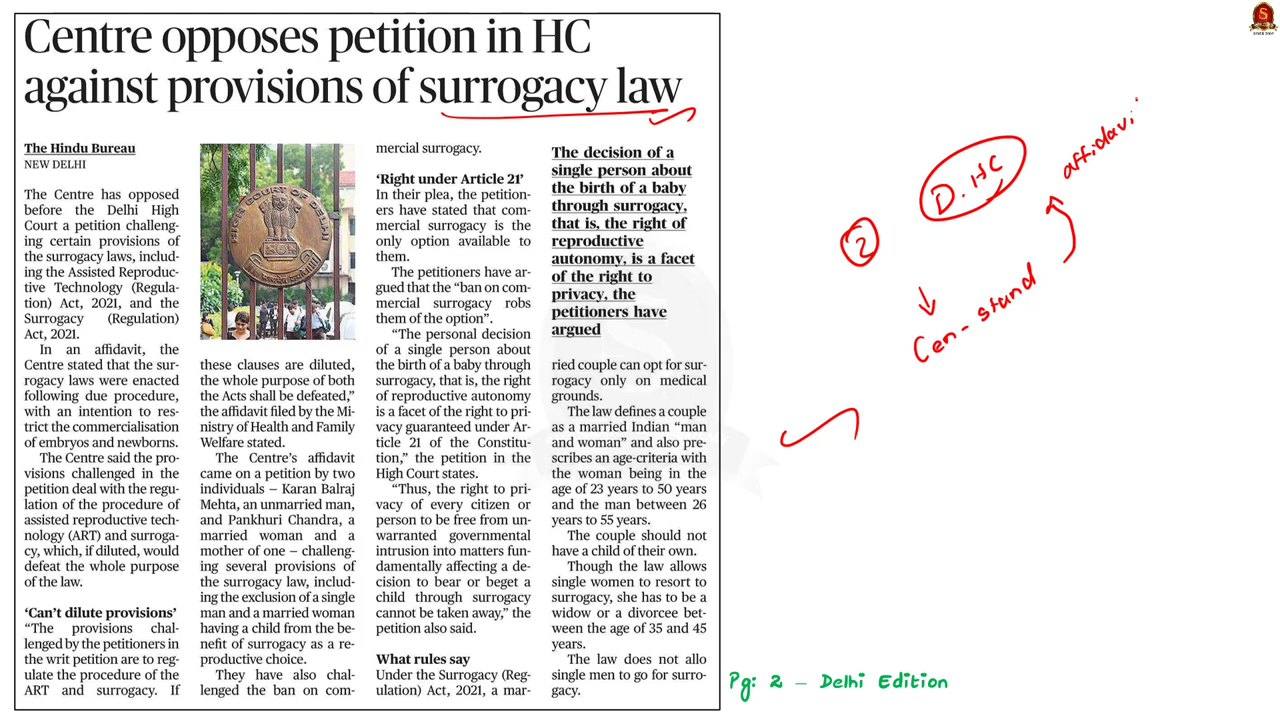 Centre opposes petition in HC
against provisions of surrogacy law
The Hindu Bureau
NEW DELHI
The Centre has opposed
before the Delhi High
Court a petition challeng-
ing certain provisions of
the surrogacy laws, includ-
ing the Assisted Reproduc-
tive Technology (Regula-
tion) Act, 2021, and the
Surrogacy (Regulation)
Act, 2021.
In an affidavit, the
Centre stated that the sur-
rogacy laws were enacted
following due procedure,
with an intention to res-
trict the commercialisation
of embryos and newborns.
The Centre said the pro-
visions challenged in the
petition deal with the regu-
lation of the procedure of
assisted reproductive tech-
nology (ART) and surroga-
cy, which, if diluted, would
defeat the whole purpose
of the law.
‘Can’t dilute provisions’
“The provisions chal-
lenged by the petitioners in
the writ petition are to reg-
ulate the procedure of the
ART and surrogacy. If
these clauses are diluted,
the whole purpose of both
the Acts shall be defeated,”
the affidavit filed by the Mi-
nistry of Health and Family
Welfare stated.
The Centre’s affidavit
came on a petition by two
individuals – Karan Balraj
Mehta, an unmarried man,
and Pankhuri Chandra, a
married woman and a
mother of one – challeng-
ing several provisions of
the surrogacy law, includ-
ing the exclusion of a single
man and a married woman
having a child from the be-
nefit of surrogacy as a re-
productive choice.
They have also chal-
lenged the ban on com-
mercial surrogacy.
‘Right under Article 21’
In their plea, the petition-
ers have stated that com-
mercial surrogacy is the
only option available to
them.
The petitioners have ar-
gued that the “ban on com-
mercial surrogacy robs
them of the option”.
“The personal decision
of a single person about
the birth of a baby through
surrogacy, that is, the right
of reproductive autonomy
is a facet of the right to pri-
vacy guaranteed under Ar-
ticle 21 of the Constitu-
tion,” the petition in the
High Court states.
“Thus, the right to pri-
vacy of every citizen or
person to be free from un-
warranted governmental
intrusion into matters fun-
damentally affecting a de-
cision to bear or beget a
child through surrogacy
cannot be taken away,” the
petition also said.
What rules say
Under the Surrogacy (Reg-
ulation) Act, 2021, a mar-
The decision of a
single person about
the birth of a baby
through surrogacy,
that is, the right of
reproductive
autonomy, is a facet
of the right to
privacy, the
petitioners have
argued
ried couple can opt for sur-
rogacy only on medical
grounds.
The law defines a couple
as a married Indian “man
and woman” and also pre-
scribes an age-criteria with
the woman being in the
age of 23 years to 50 years
and the man between 26
years to 55 years.
The couple should not
have a child of their own.
Though the law allows
single women to resort to
surrogacy, she has to be a
widow or a divorcee bet-
ween the age of 35 and 45
years.
The law does not allo
single men to go for surro-
gacy.
D. HC
affidavi
2
Cen - stand
Pg: 2 – Delhi Edition